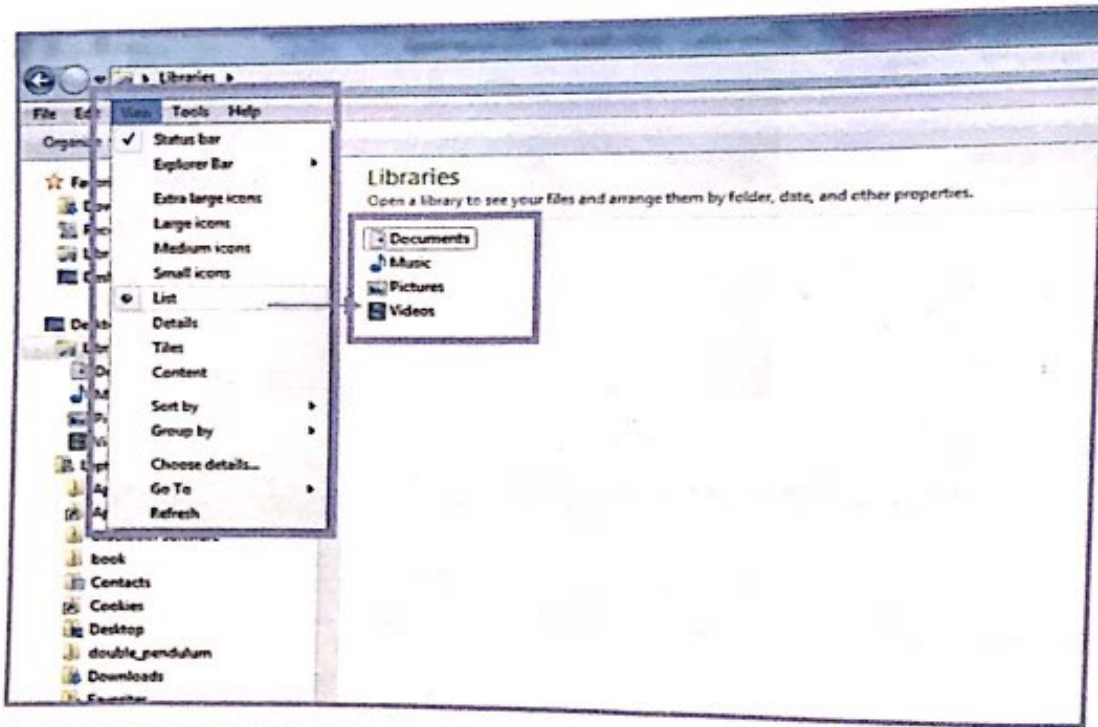 Libraries
File Edit View Tools Help
Organize
Status bar
Explorer Bar
Extra large icons
Large icons
Medium icons
Small icons
List
Details
Tiles
Content
Sort by
Group by
Choose details...
Go To
Refresh
Libraries
Open a library to see your files and arrange them by folder, date, and other properties.
Documents
Music
Pictures
Videos
book
Contacts
Cookies
Desktop
double_pendulum
Downloads
Favorites